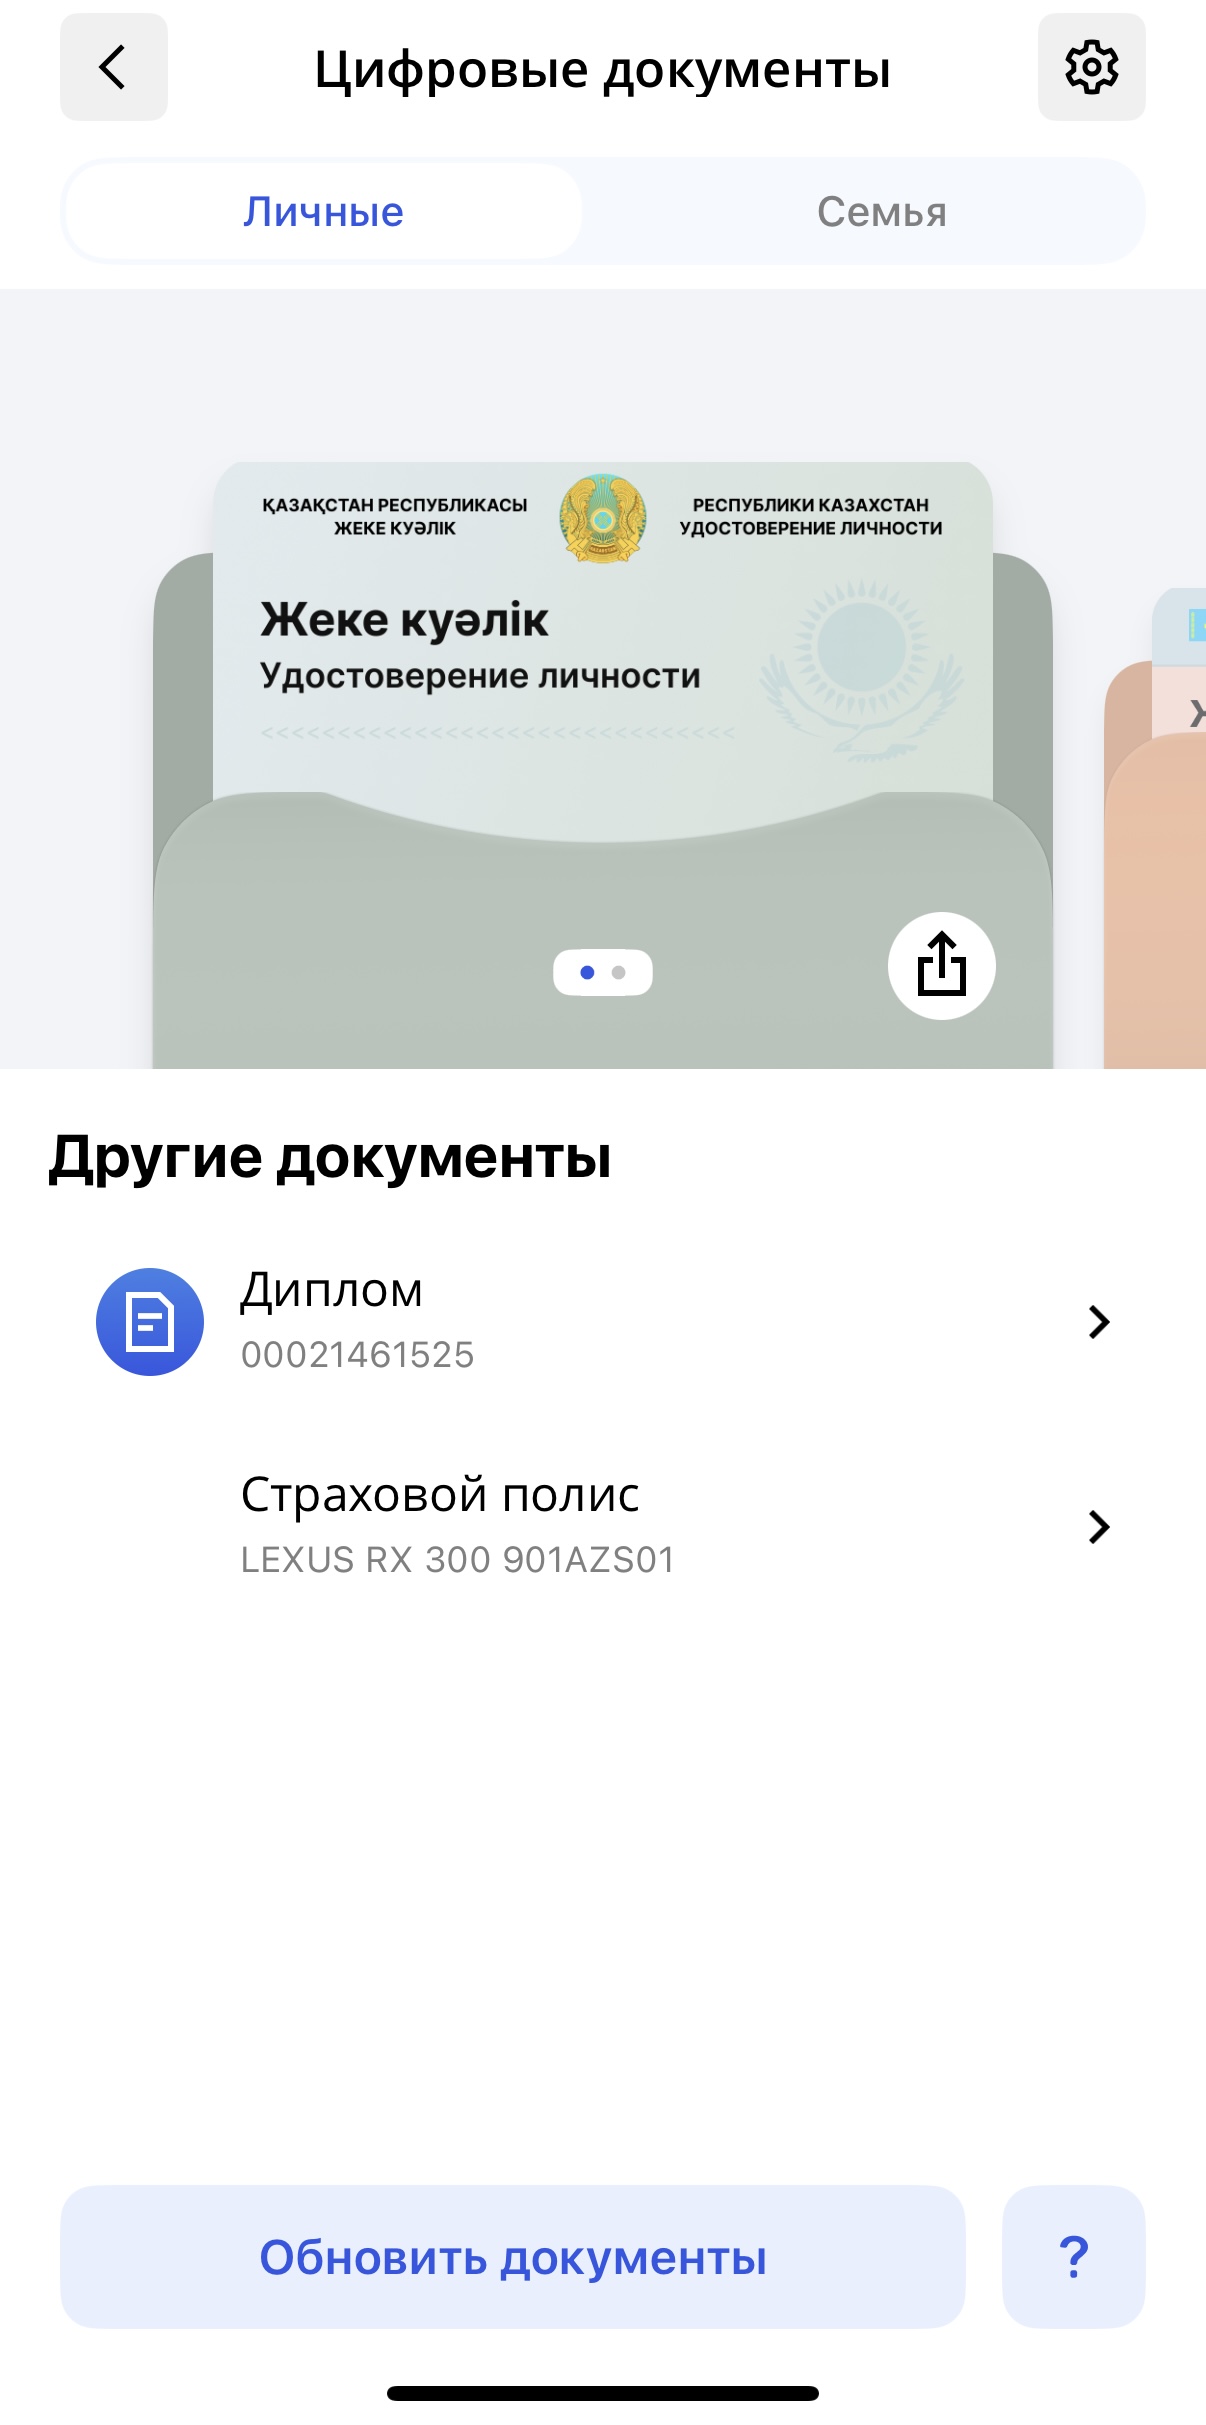 Цифровые документы
Личные
Семья
ҚАЗАҚСТАН РЕСПУБЛИКАСЫ
ЖЕКЕ КУӘЛІК
РЕСПУБЛИКИ КАЗАХСТАН
УДОСТОВЕРЕНИЕ ЛИЧНОСТИ
Жеке куәлік
Удостоверение личности
<<<<<<<<<<<<<<<<<<<<<<<<<<<<<<<
Другие документы
Диплом
00021461525
Страховой полис
LEXUS RX 300 901AZS01
Обновить документы
?